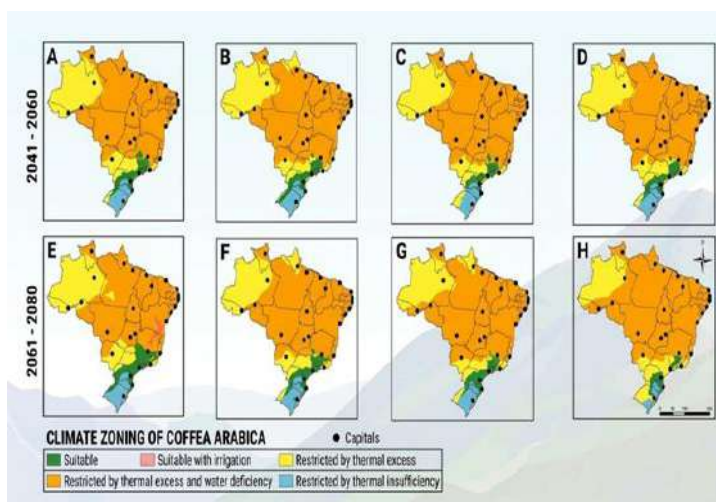 A
B
C
D
2041 - 2060
E
F
G
H
2061 - 2080
CLIMATE ZONING OF COFFEA ARABICA
Capitals
Suitable
Suitable with irrigation
Restricted by thermal excess
Restricted by thermal excess and water deficiency
Restricted by thermal insufficiency